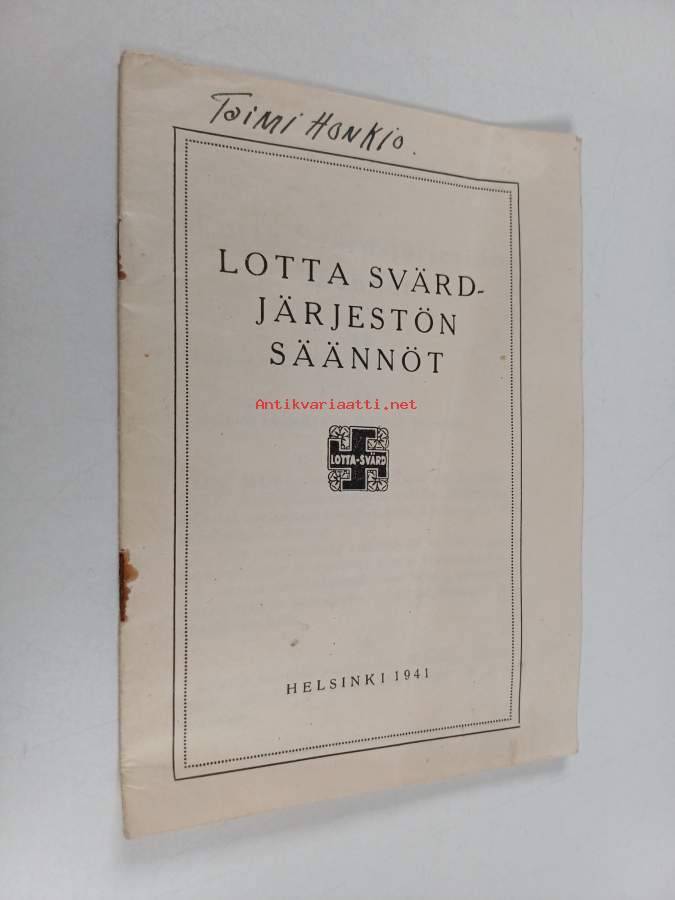 Toimi Honkio.
LOTTA SVÄRD-
JÄRJESTÖN
SÄÄNNÖT
Antikvariaatti.net
LOTTA-SVÄRD
HELSINKI 1941